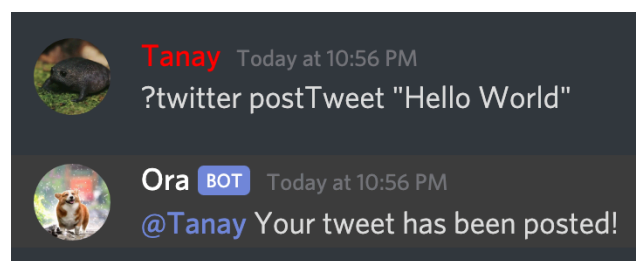 Tanay Today at 10:56 PM
?twitter postTweet "Hello World"
Ora BOT Today at 10:56 PM
@Tanay Your tweet has been posted!